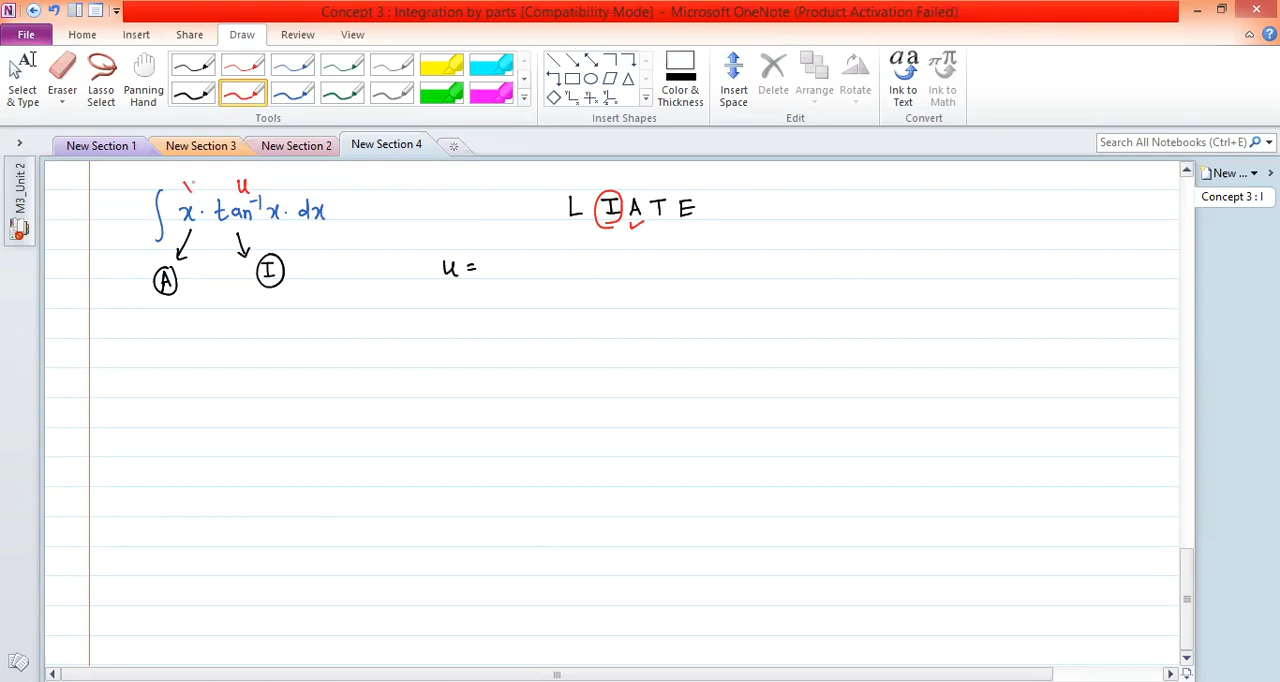 Concept 3 : Integration by parts [Compatibility Mode] - Microsoft OneNote (Product Activation Failed)
File Home Insert Share Draw Review View
Select & Type Eraser Lasso Select Panning Hand Color & Thickness Insert Space Delete Arrange Rotate Ink to Text Ink to Math
Tools Insert Shapes Edit Convert
New Section 1 New Section 3 New Section 2 New Section 4 Search All Notebooks (Ctrl+E)
New ...
Concept 3 : I
M3_Unit 2
u
∫ x · tan⁻¹x · dx L I A T E
A I u =